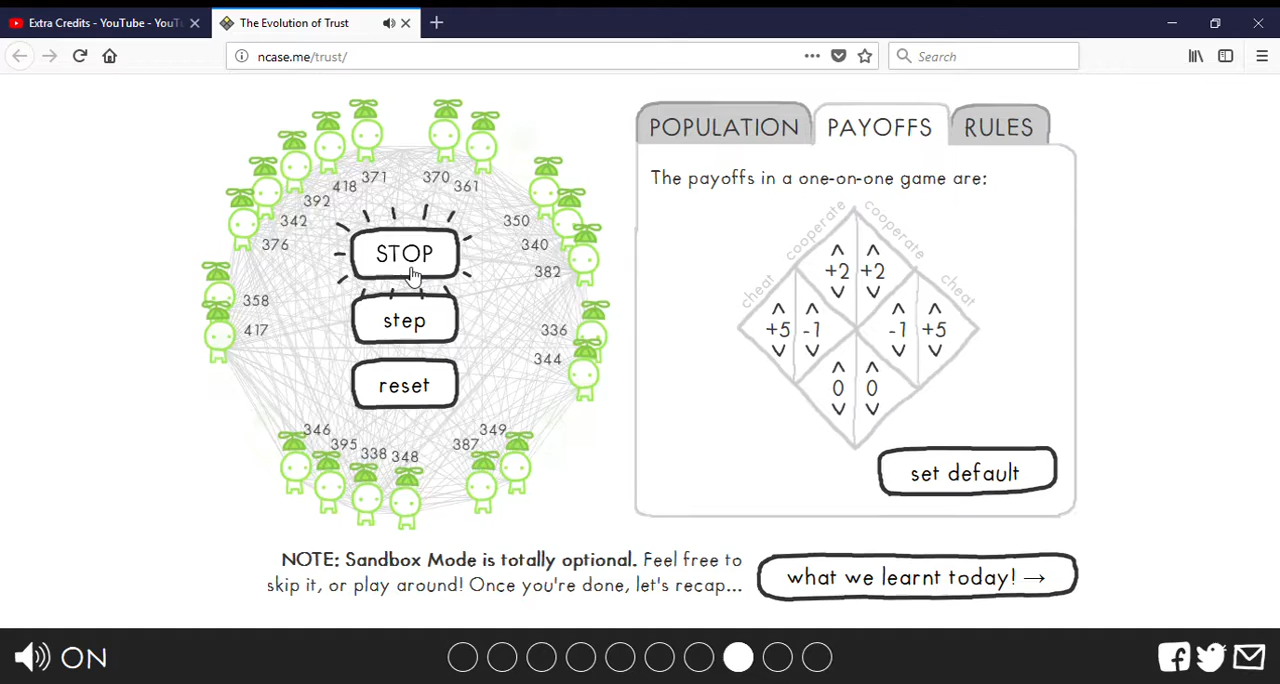 Extra Credits - YouTube - YouTu
The Evolution of Trust
ncase.me/trust/
Search
POPULATION
PAYOFFS
RULES
The payoffs in a one-on-one game are:
cooperate
cooperate
cheat
cheat
+2 +2
+5 -1
-1 +5
0 0
set default
371 370
418 361
392
342 350
376 340
382
358
417 336
344
346 349
395 387
338 348
STOP
step
reset
NOTE: Sandbox Mode is totally optional. Feel free to
skip it, or play around! Once you're done, let's recap...
what we learnt today! →
ON